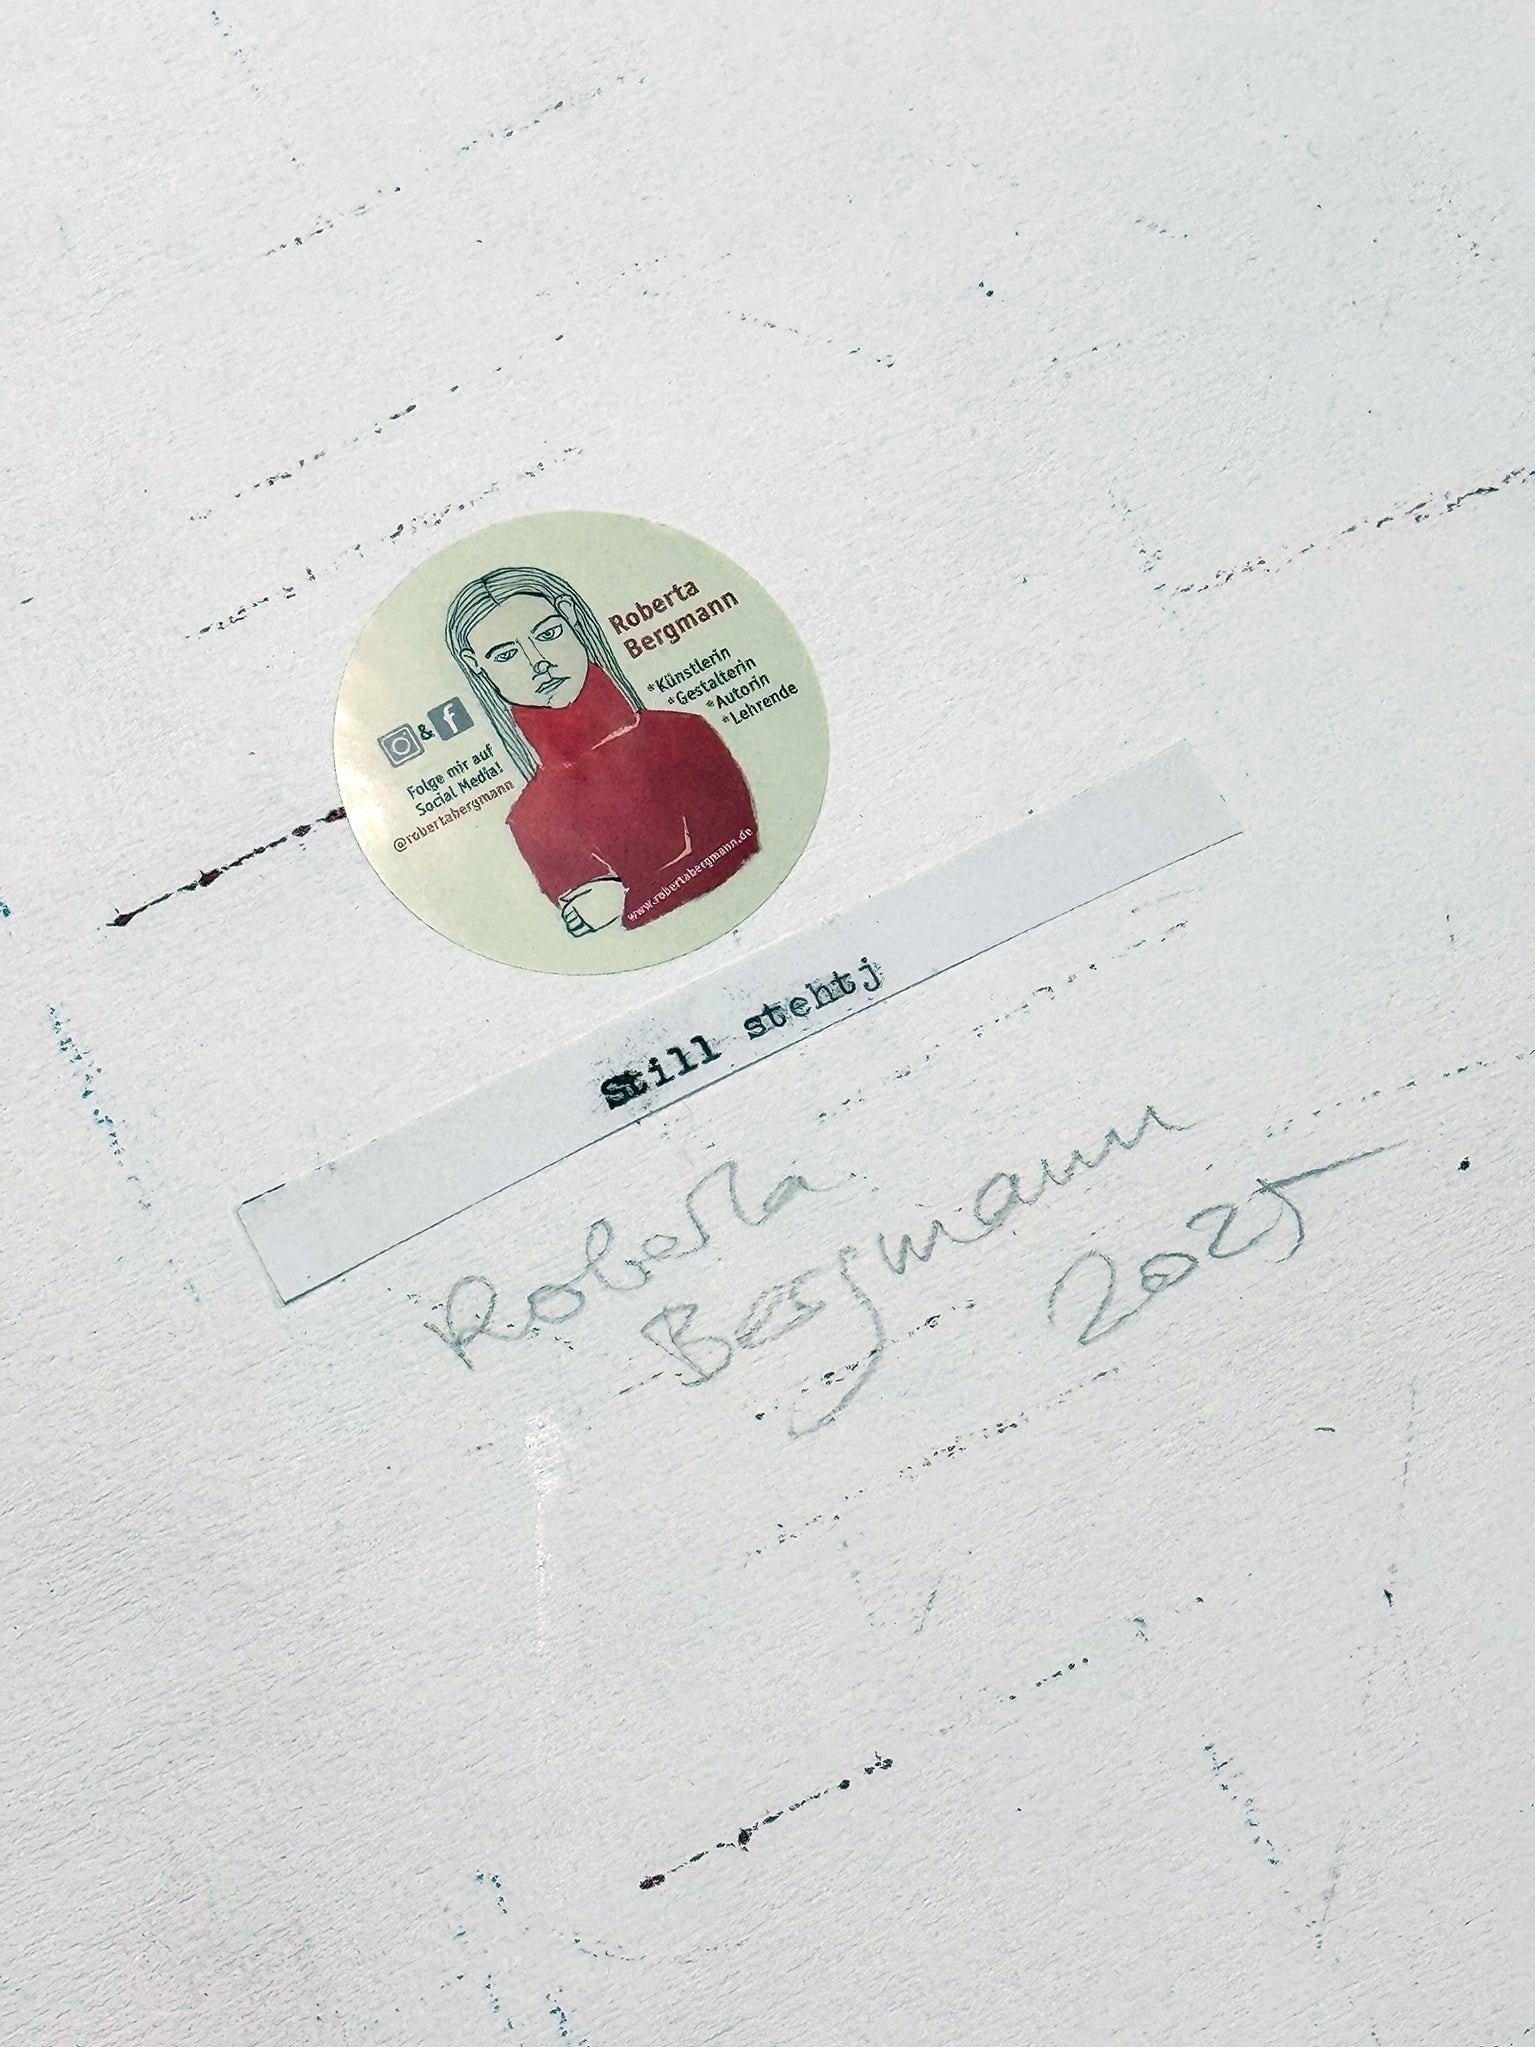 Roberta
Bergmann
*Künstlerin
*Gestalterin
*Autorin
*Lehrende
&
Folge mir auf
Social Media!
@robertabergmann
www.robertabergmann.de
Still stehtj
Roberta
Bergmann
2025